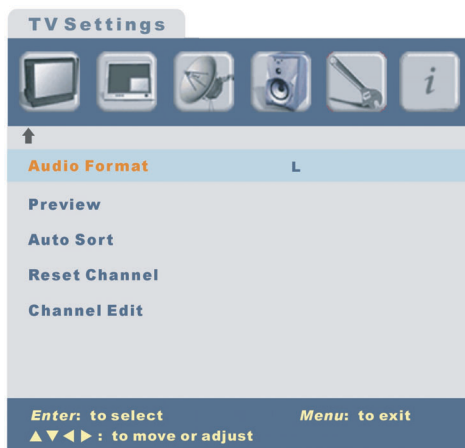 TV Settings
i
Audio Format L
Preview
Auto Sort
Reset Channel
Channel Edit
Enter: to select Menu: to exit
▲▼◀▶: to move or adjust